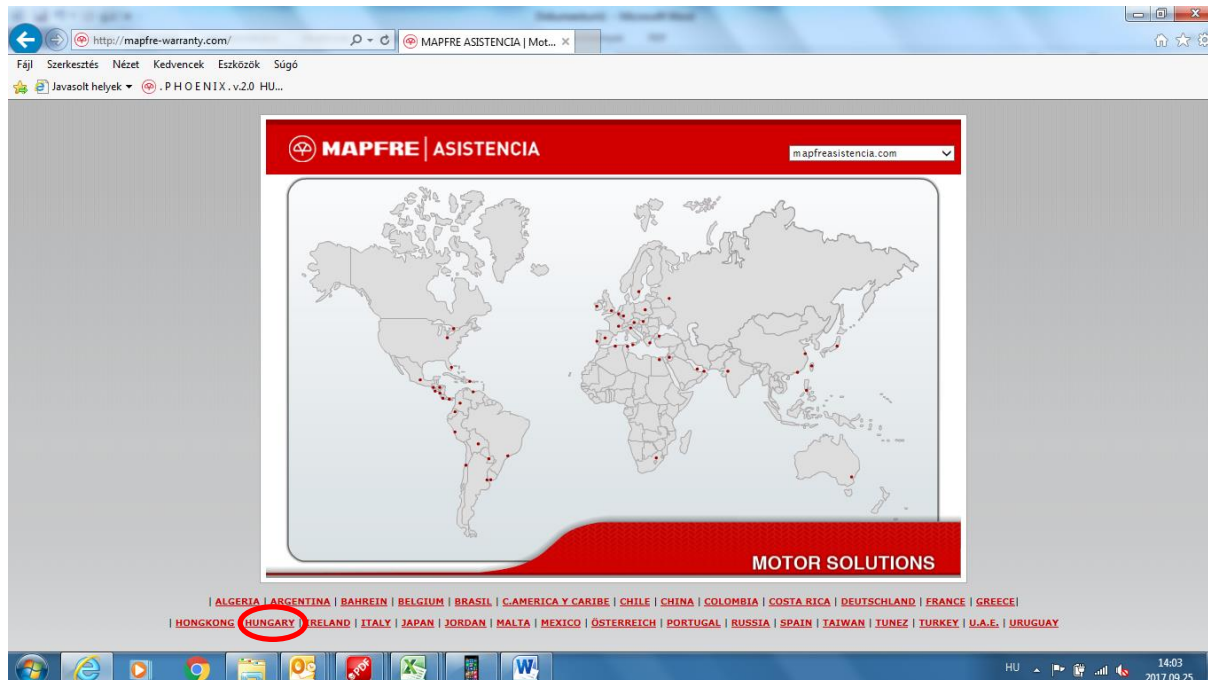 http://mapfre-warranty.com/
MAPFRE ASISTENCIA | Mot...
Fájl Szerkesztés Nézet Kedvencek Eszközök Súgó
Javasolt helyek . P H O E N I X . v.2.0 HU...
MAPFRE | ASISTENCIA
mapfreasistencia.com
MOTOR SOLUTIONS
| ALGERIA | ARGENTINA | BAHREIN | BELGIUM | BRASIL | C.AMERICA Y CARIBE | CHILE | CHINA | COLOMBIA | COSTA RICA | DEUTSCHLAND | FRANCE | GREECE|
| HONGKONG | HUNGARY | IRELAND | ITALY | JAPAN | JORDAN | MALTA | MEXICO | ÖSTERREICH | PORTUGAL | RUSSIA | SPAIN | TAIWAN | TUNEZ | TURKEY | U.A.E. | URUGUAY
HU 14:03
2017.09.25